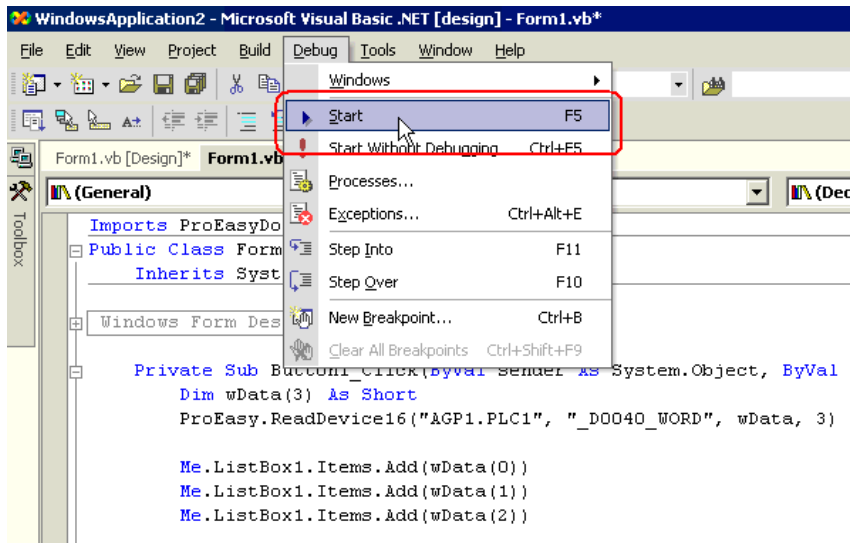 WindowsApplication2 - Microsoft Visual Basic .NET [design] - Form1.vb*
File Edit View Project Build Debug Tools Window Help
Windows
Start F5
Start Without Debugging Ctrl+F5
Form1.vb [Design]* Form1.vb
Processes...
(General) (Dec
Exceptions... Ctrl+Alt+E
Toolbox
Imports ProEasyDo
Public Class Form
Step Into F11
Inherits Syst
Step Over F10
Windows Form Des
New Breakpoint... Ctrl+B
Clear All Breakpoints Ctrl+Shift+F9
Private Sub Button1_Click(ByVal sender As System.Object, ByVal
Dim wData(3) As Short
ProEasy.ReadDevice16("AGP1.PLC1", "_D0040_WORD", wData, 3)
Me.ListBox1.Items.Add(wData(0))
Me.ListBox1.Items.Add(wData(1))
Me.ListBox1.Items.Add(wData(2))